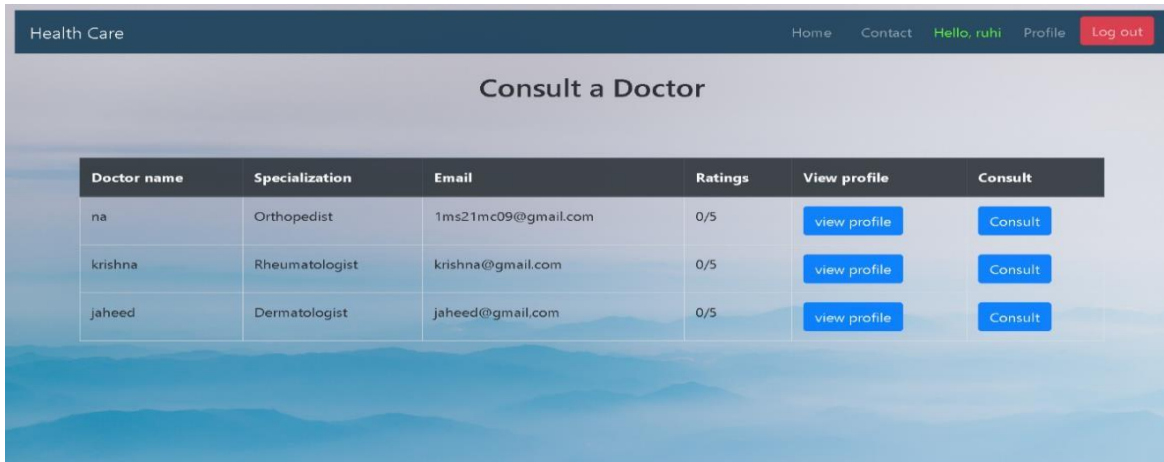 Health Care Home Contact Hello, ruhi Profile Log out
Consult a Doctor
Doctor name Specialization Email Ratings View profile Consult
na Orthopedist 1ms21mc09@gmail.com 0/5 view profile Consult
krishna Rheumatologist krishna@gmail.com 0/5 view profile Consult
jaheed Dermatologist jaheed@gmail.com 0/5 view profile Consult